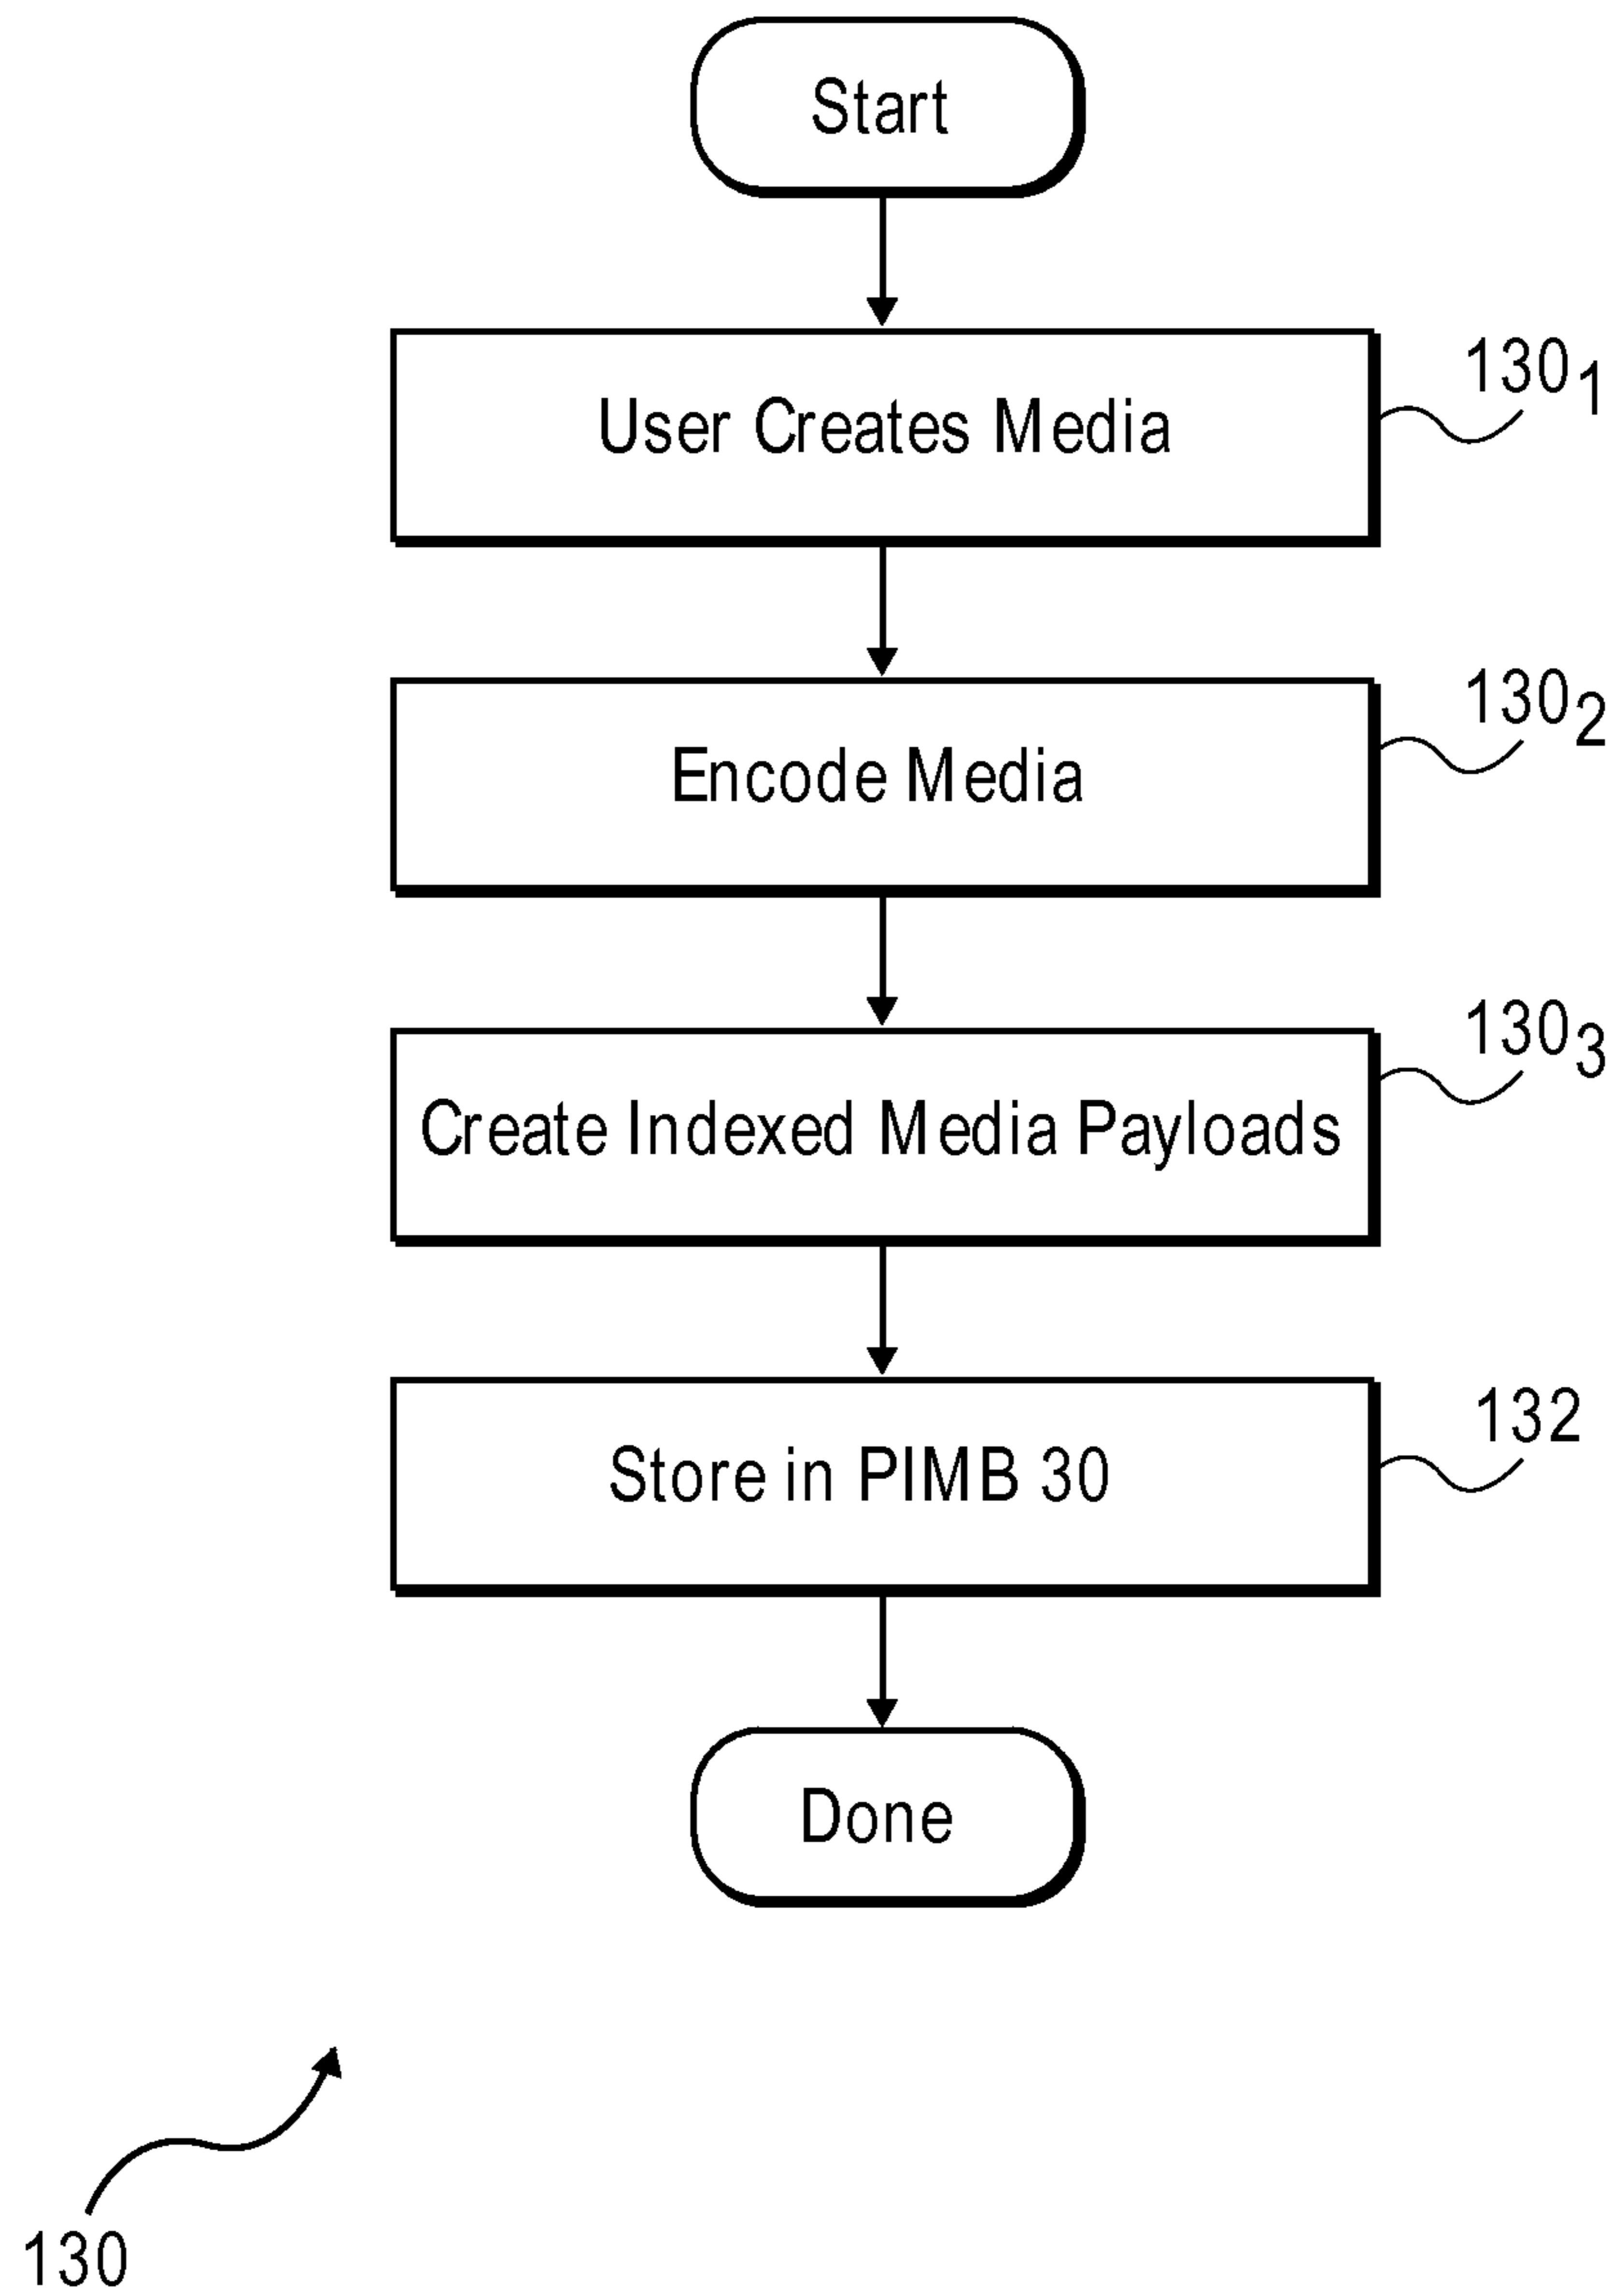 Start
User Creates Media
130₁
Encode Media
130₂
Create Indexed Media Payloads
130₃
Store in PIMB 30
132
Done
130